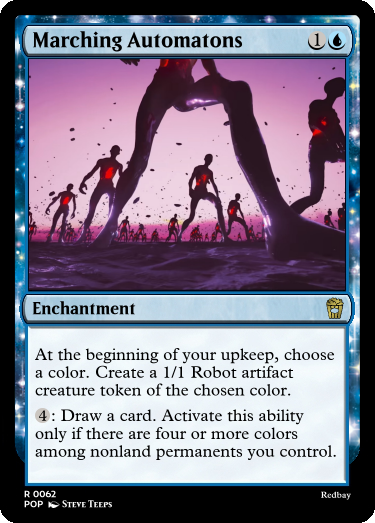 Marching Automatons 1
Enchantment
At the beginning of your upkeep, choose
a color. Create a 1/1 Robot artifact
creature token of the chosen color.
4: Draw a card. Activate this ability
only if there are four or more colors
among nonland permanents you control.
R 0062
POP Steve Teeps
Redbay